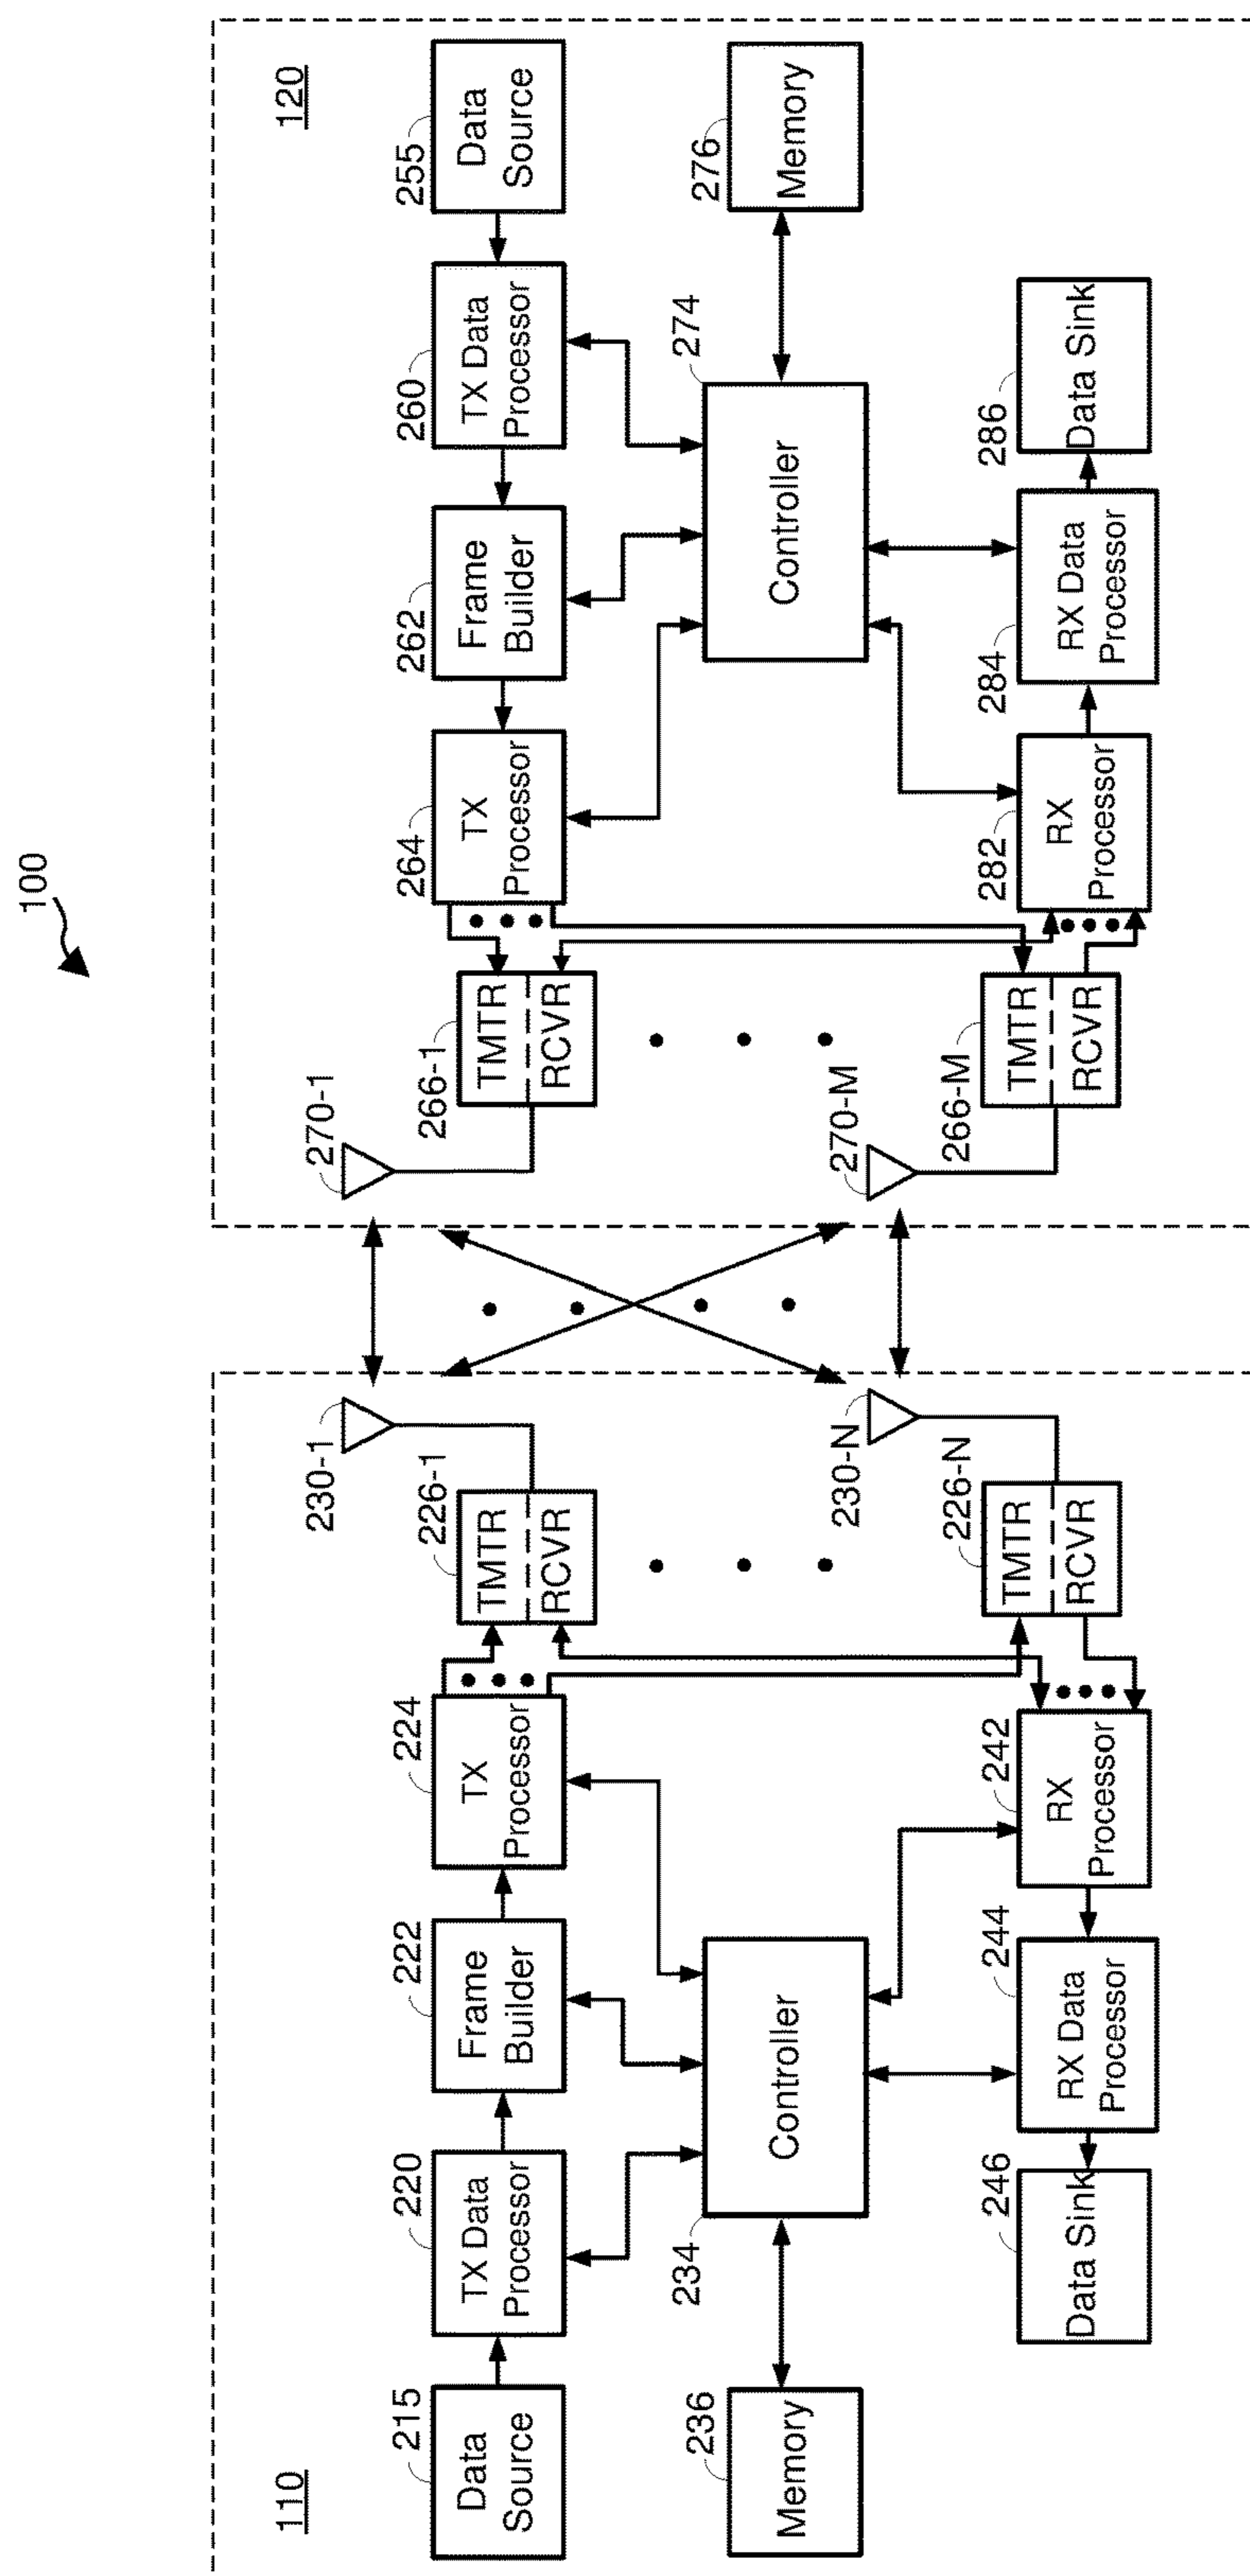 100
110
215
Data
Source
220
TX Data
Processor
222
Frame
Builder
224
TX
Processor
226-1
TMTR
RCVR
230-1
236
Memory
234
Controller
230-N
226-N
TMTR
RCVR
246
Data Sink
244
RX Data
Processor
242
RX
Processor
120
270-1
266-1
TMTR
RCVR
264
TX
Processor
262
Frame
Builder
260
TX Data
Processor
255
Data
Source
270-M
266-M
TMTR
RCVR
274
Controller
276
Memory
282
RX
Processor
284
RX Data
Processor
286
Data Sink